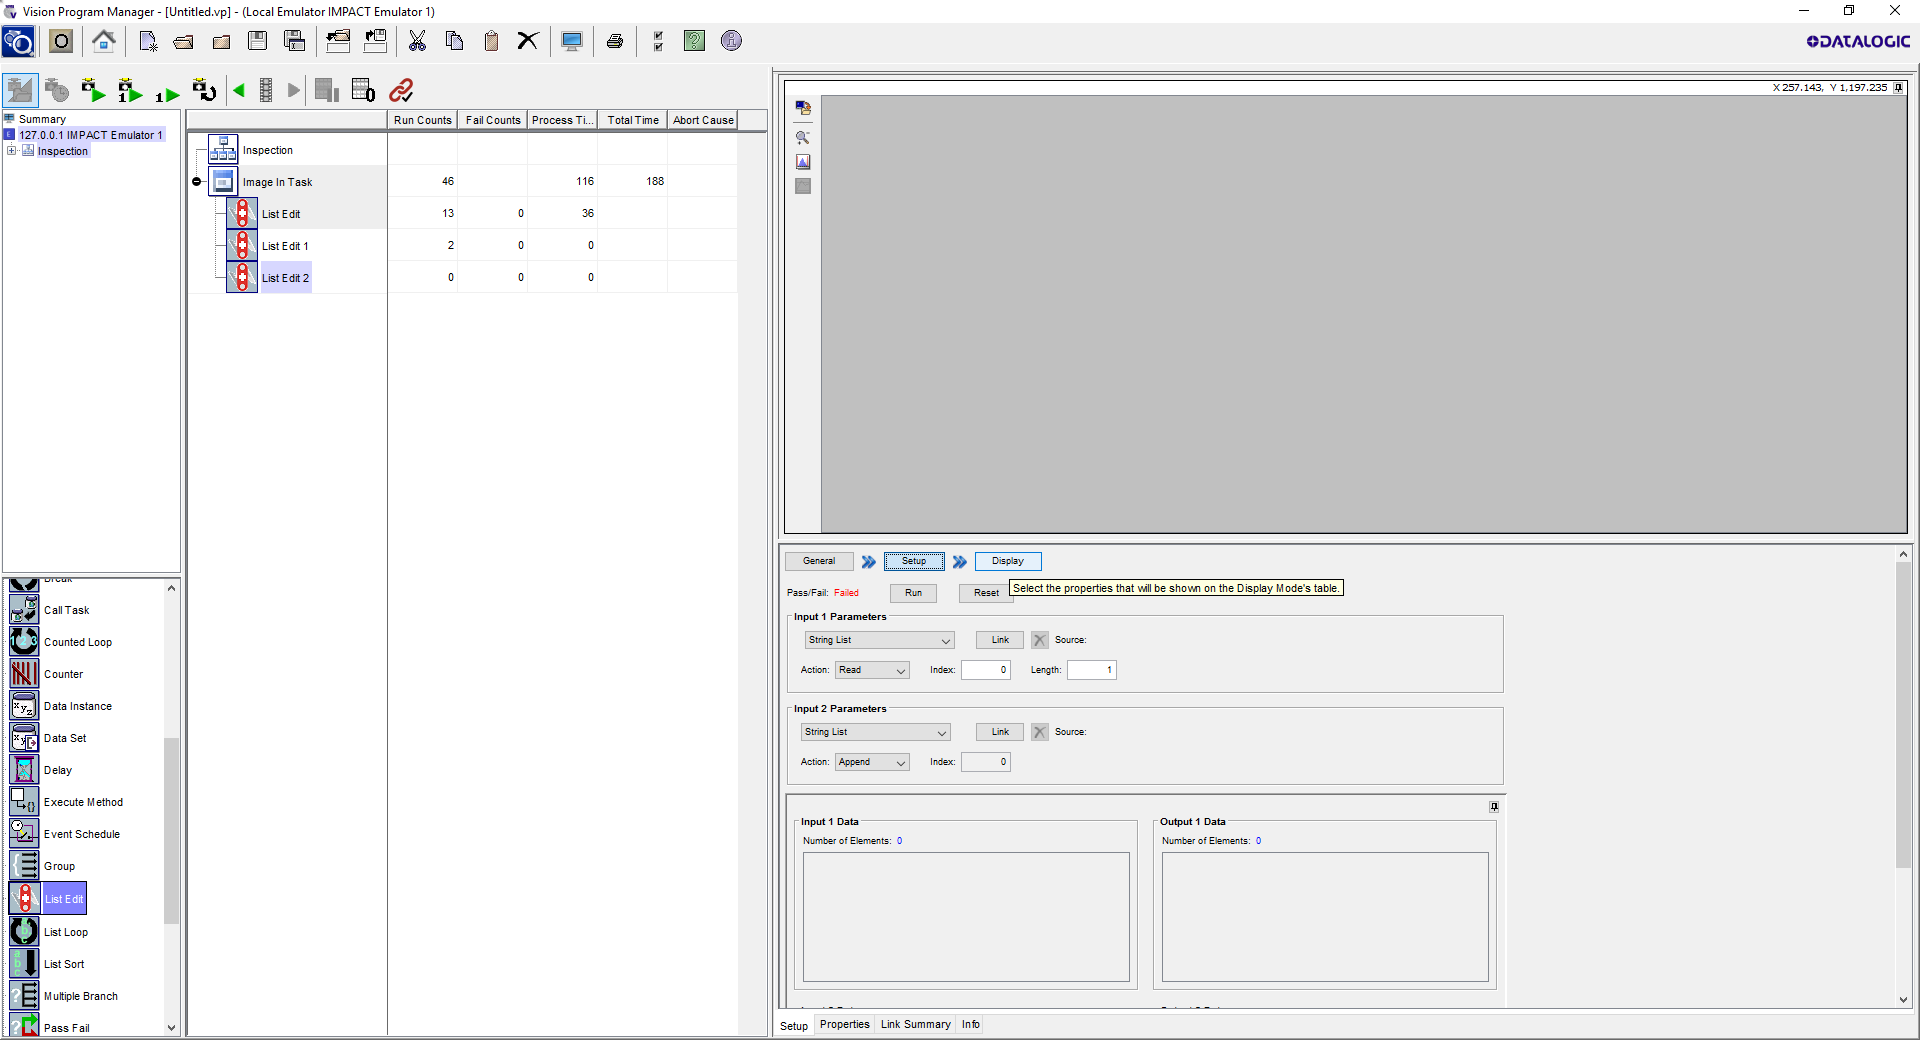 Vision Program Manager - [Untitled.vp] - (Local Emulator IMPACT Emulator 1)
DATALOGIC
Summary
127.0.0.1 IMPACT Emulator 1
Inspection
Run Counts Fail Counts Process Ti... Total Time Abort Cause
Inspection
Image In Task 46 116 188
List Edit 13 0 36
List Edit 1 2 0 0
List Edit 2 0 0 0
X 257.143, Y 1,197.235
Break
Call Task
Counted Loop
Counter
Data Instance
Data Set
Delay
Execute Method
Event Schedule
Group
List Edit
List Loop
List Sort
Multiple Branch
Pass Fail
General Setup Display
Pass/Fail: Failed Run Reset
Select the properties that will be shown on the Display Mode's table.
Input 1 Parameters
String List Link Source:
Action: Read Index: 0 Length: 1
Input 2 Parameters
String List Link Source:
Action: Append Index: 0
Input 1 Data
Number of Elements: 0
Output 1 Data
Number of Elements: 0
Setup Properties Link Summary Info